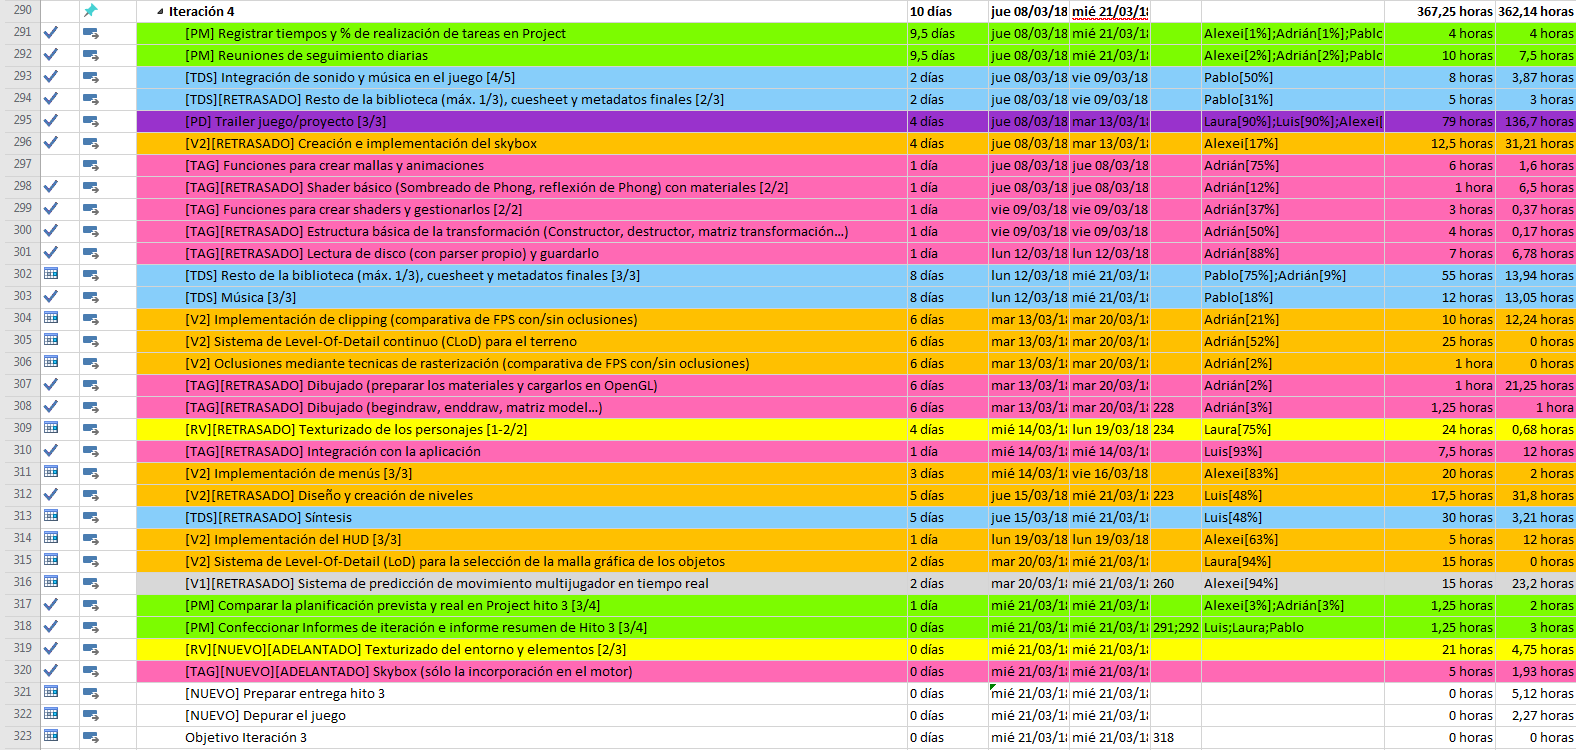 290 Iteración 4 10 días jue 08/03/18 mié 21/03/18 367,25 horas 362,14 horas
291 [PM] Registrar tiempos y % de realización de tareas en Project 9,5 días jue 08/03/18 mié 21/03/18 Alexei[1%];Adrián[1%];Pablo 4 horas 4 horas
292 [PM] Reuniones de seguimiento diarias 9,5 días jue 08/03/18 mié 21/03/18 Alexei[2%];Adrián[2%];Pablo 10 horas 7,5 horas
293 [TDS] Integración de sonido y música en el juego [4/5] 2 días jue 08/03/18 vie 09/03/18 Pablo[50%] 8 horas 3,87 horas
294 [TDS][RETRASADO] Resto de la biblioteca (máx. 1/3), cuesheet y metadatos finales [2/3] 2 días jue 08/03/18 vie 09/03/18 Pablo[31%] 5 horas 3 horas
295 [PD] Trailer juego/proyecto [3/3] 4 días jue 08/03/18 mar 13/03/18 Laura[90%];Luis[90%];Alexei[ 79 horas 136,7 horas
296 [V2][RETRASADO] Creación e implementación del skybox 4 días jue 08/03/18 mar 13/03/18 Alexei[17%] 12,5 horas 31,21 horas
297 [TAG] Funciones para crear mallas y animaciones 1 día jue 08/03/18 jue 08/03/18 Adrián[75%] 6 horas 1,6 horas
298 [TAG][RETRASADO] Shader básico (Sombreado de Phong, reflexión de Phong) con materiales [2/2] 1 día jue 08/03/18 jue 08/03/18 Adrián[12%] 1 hora 6,5 horas
299 [TAG] Funciones para crear shaders y gestionarlos [2/2] 1 día vie 09/03/18 vie 09/03/18 Adrián[37%] 3 horas 0,37 horas
300 [TAG][RETRASADO] Estructura básica de la transformación (Constructor, destructor, matriz transformación...) 1 día vie 09/03/18 vie 09/03/18 Adrián[50%] 4 horas 0,17 horas
301 [TAG][RETRASADO] Lectura de disco (con parser propio) y guardarlo 1 día lun 12/03/18 lun 12/03/18 Adrián[88%] 7 horas 6,78 horas
302 [TDS] Resto de la biblioteca (máx. 1/3), cuesheet y metadatos finales [3/3] 8 días lun 12/03/18 mié 21/03/18 Pablo[75%];Adrián[9%] 55 horas 13,94 horas
303 [TDS] Música [3/3] 8 días lun 12/03/18 mié 21/03/18 Pablo[18%] 12 horas 13,05 horas
304 [V2] Implementación de clipping (comparativa de FPS con/sin oclusiones) 6 días mar 13/03/18 mar 20/03/18 Adrián[21%] 10 horas 12,24 horas
305 [V2] Sistema de Level-Of-Detail continuo (CLoD) para el terreno 6 días mar 13/03/18 mar 20/03/18 Adrián[52%] 25 horas 0 horas
306 [V2] Oclusiones mediante tecnicas de rasterización (comparativa de FPS con/sin oclusiones) 6 días mar 13/03/18 mar 20/03/18 Adrián[2%] 1 hora 0 horas
307 [TAG][RETRASADO] Dibujado (preparar los materiales y cargarlos en OpenGL) 6 días mar 13/03/18 mar 20/03/18 Adrián[2%] 1 hora 21,25 horas
308 [TAG][RETRASADO] Dibujado (begindraw, enddraw, matriz model...) 6 días mar 13/03/18 mar 20/03/18 228 Adrián[3%] 1,25 horas 1 hora
309 [RV][RETRASADO] Texturizado de los personajes [1-2/2] 4 días mié 14/03/18 lun 19/03/18 234 Laura[75%] 24 horas 0,68 horas
310 [TAG][RETRASADO] Integración con la aplicación 1 día mié 14/03/18 mié 14/03/18 Luis[93%] 7,5 horas 12 horas
311 [V2] Implementación de menús [3/3] 3 días mié 14/03/18 vie 16/03/18 Alexei[83%] 20 horas 2 horas
312 [V2][RETRASADO] Diseño y creación de niveles 5 días jue 15/03/18 mié 21/03/18 223 Luis[48%] 17,5 horas 31,8 horas
313 [TDS][RETRASADO] Síntesis 5 días jue 15/03/18 mié 21/03/18 Luis[48%] 30 horas 3,21 horas
314 [V2] Implementación del HUD [3/3] 1 día lun 19/03/18 lun 19/03/18 Alexei[63%] 5 horas 12 horas
315 [V2] Sistema de Level-Of-Detail (LoD) para la selección de la malla gráfica de los objetos 2 días mar 20/03/18 mié 21/03/18 Laura[94%] 15 horas 0 horas
316 [V1][RETRASADO] Sistema de predicción de movimiento multijugador en tiempo real 2 días mar 20/03/18 mié 21/03/18 260 Alexei[94%] 15 horas 23,2 horas
317 [PM] Comparar la planificación prevista y real en Project hito 3 [3/4] 1 día mié 21/03/18 mié 21/03/18 Alexei[3%];Adrián[3%] 1,25 horas 2 horas
318 [PM] Confeccionar Informes de iteración e informe resumen de Hito 3 [3/4] 0 días mié 21/03/18 mié 21/03/18 291;292 Luis;Laura;Pablo 1,25 horas 3 horas
319 [RV][NUEVO][ADELANTADO] Texturizado del entorno y elementos [2/3] 0 días mié 21/03/18 mié 21/03/18 21 horas 4,75 horas
320 [TAG][NUEVO][ADELANTADO] Skybox (sólo la incorporación en el motor) 0 días mié 21/03/18 mié 21/03/18 5 horas 1,93 horas
321 [NUEVO] Preparar entrega hito 3 0 días mié 21/03/18 mié 21/03/18 0 horas 5,12 horas
322 [NUEVO] Depurar el juego 0 días mié 21/03/18 mié 21/03/18 0 horas 2,27 horas
323 Objetivo Iteración 3 0 días mié 21/03/18 mié 21/03/18 318 0 horas 0 horas